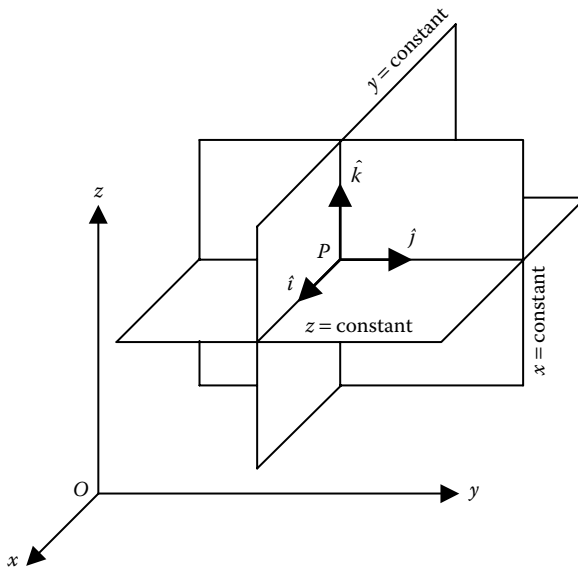 y = constant
k̂
z
P
ĵ
î
z = constant
x = constant
O
y
x